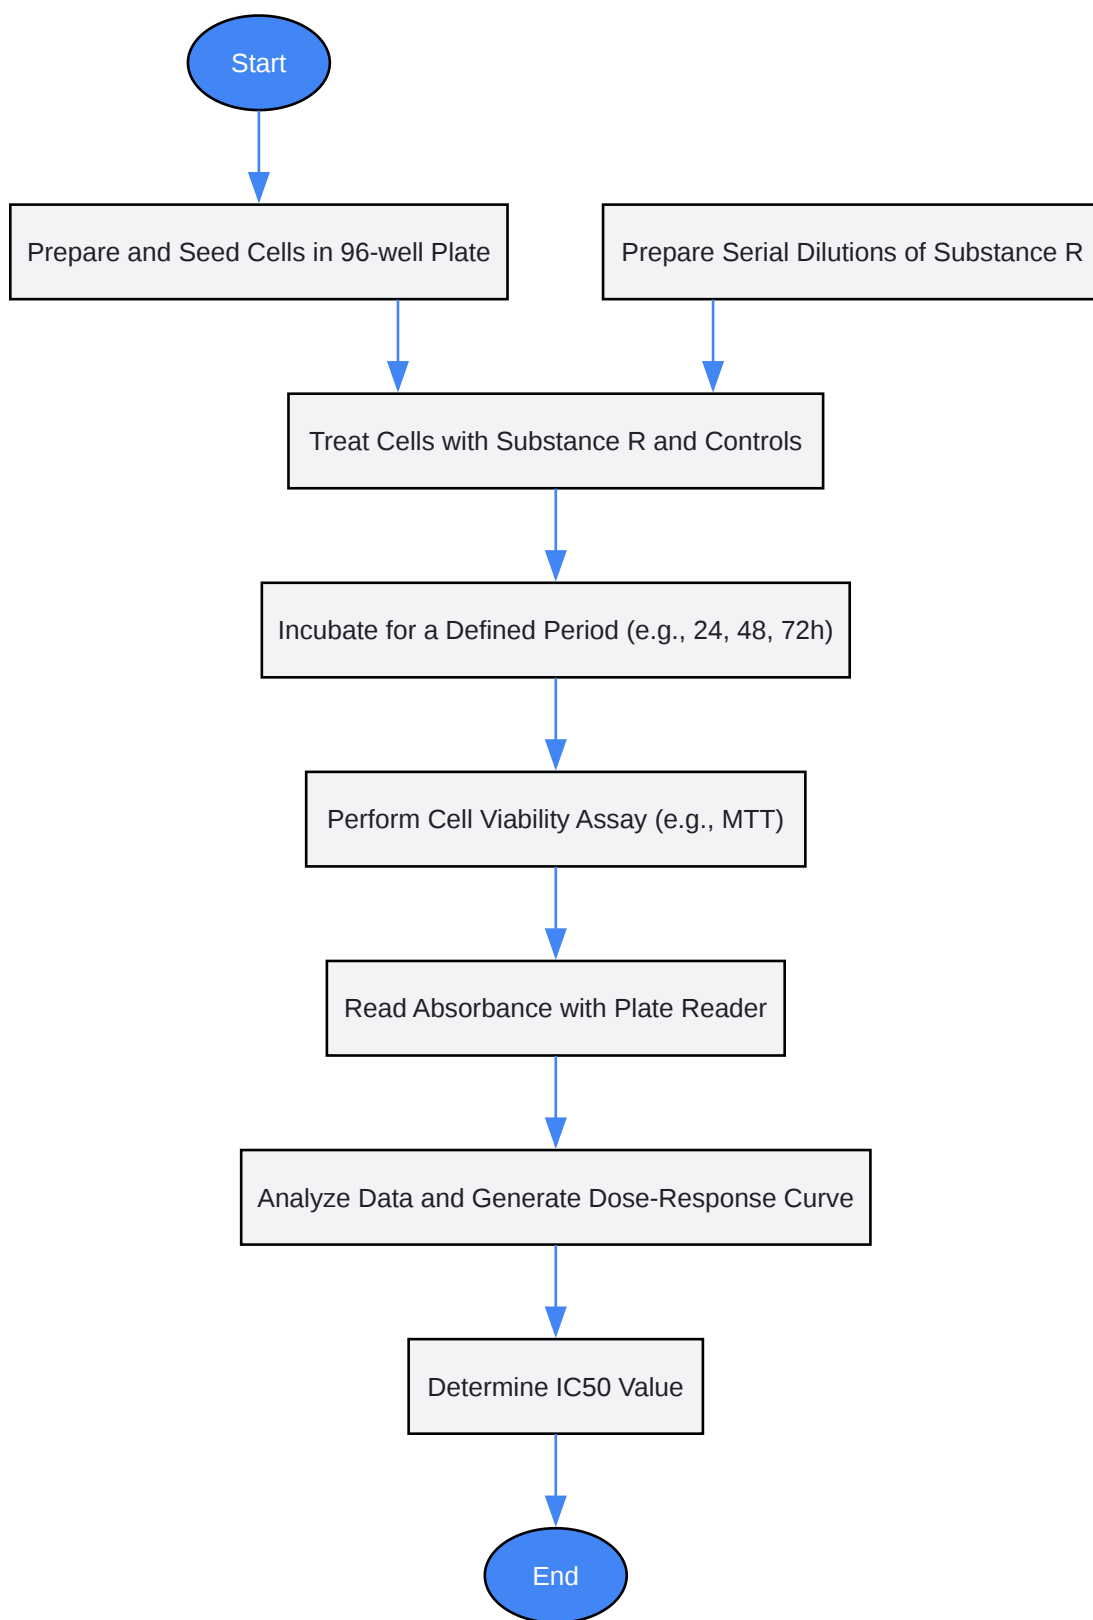 Start
Prepare and Seed Cells in 96-well Plate
Prepare Serial Dilutions of Substance R
Treat Cells with Substance R and Controls
Incubate for a Defined Period (e.g., 24, 48, 72h)
Perform Cell Viability Assay (e.g., MTT)
Read Absorbance with Plate Reader
Analyze Data and Generate Dose-Response Curve
Determine IC50 Value
End